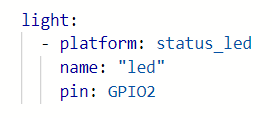 light:
  - platform: status_led
    name: "led"
    pin: GPIO2